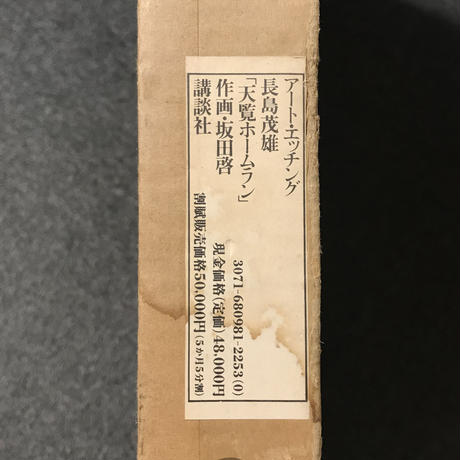 アート・エッチング
長島茂雄
「天覧ホームラン」
作画・坂田啓
講談社
3071-680981-2253(0)
現金価格(定価)48,000円
割賦販売価格50,000円(5か月5分割)